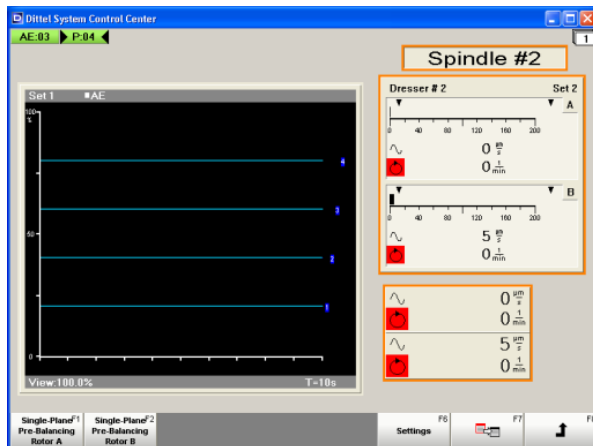 Dittel System Control Center
AE:03 P:04
1
Spindle #2
Dresser # 2 Set 2
A
0 40 80 120 160 200
0 µm/s
0 1/min
B
0 40 80 120 160 200
5 µm/s
0 1/min
0 µm/s
0 1/min
5 µm/s
0 1/min
Set 1 ■AE
100
%
4
3
50
2
1
0
View:100.0% T=10s
Single-Plane F1
Pre-Balancing
Rotor A
Single-Plane F2
Pre-Balancing
Rotor B
Settings F6
F7